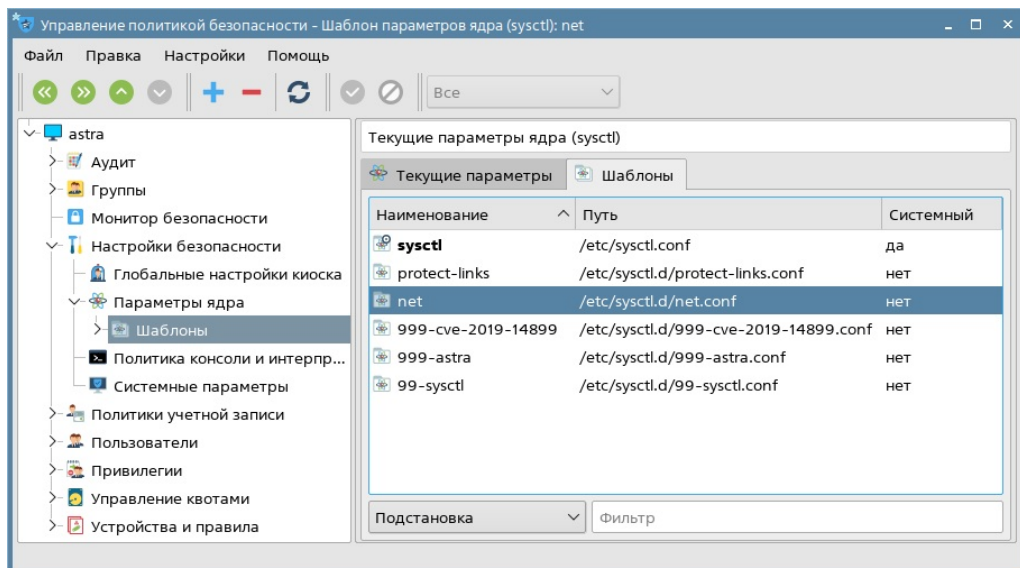 Управление политикой безопасности - Шаблон параметров ядра (sysctl): net
Файл Правка Настройки Помощь
Все
astra
Аудит
Группы
Монитор безопасности
Настройки безопасности
Глобальные настройки киоска
Параметры ядра
Шаблоны
Политика консоли и интерпр...
Системные параметры
Политики учетной записи
Пользователи
Привилегии
Управление квотами
Устройства и правила
Текущие параметры ядра (sysctl)
Текущие параметры Шаблоны
Наименование Путь Системный
sysctl /etc/sysctl.conf да
protect-links /etc/sysctl.d/protect-links.conf нет
net /etc/sysctl.d/net.conf нет
999-cve-2019-14899 /etc/sysctl.d/999-cve-2019-14899.conf нет
999-astra /etc/sysctl.d/999-astra.conf нет
99-sysctl /etc/sysctl.d/99-sysctl.conf нет
Подстановка Фильтр